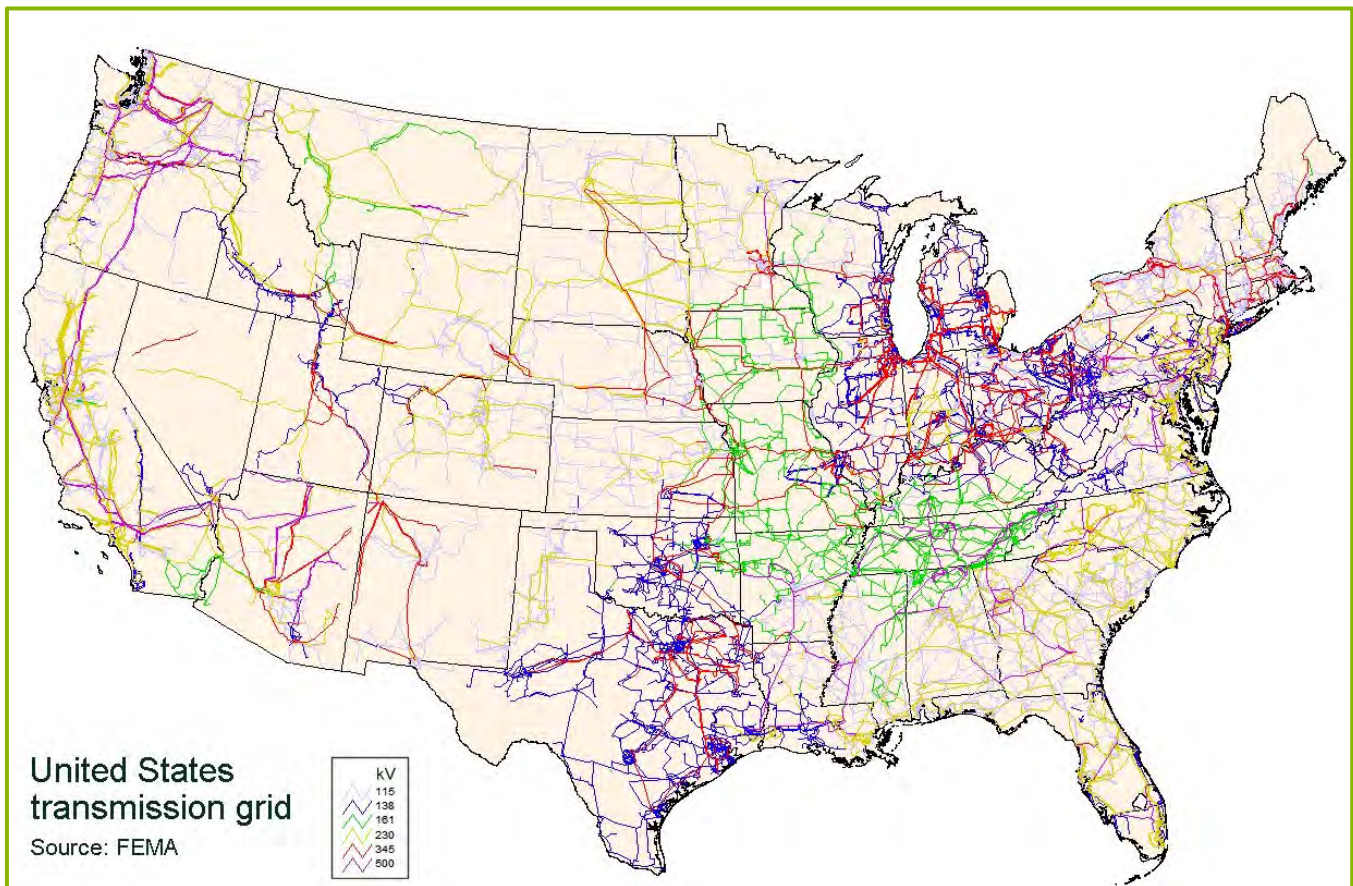 United States
transmission grid
Source: FEMA
kV
115
138
161
230
345
500